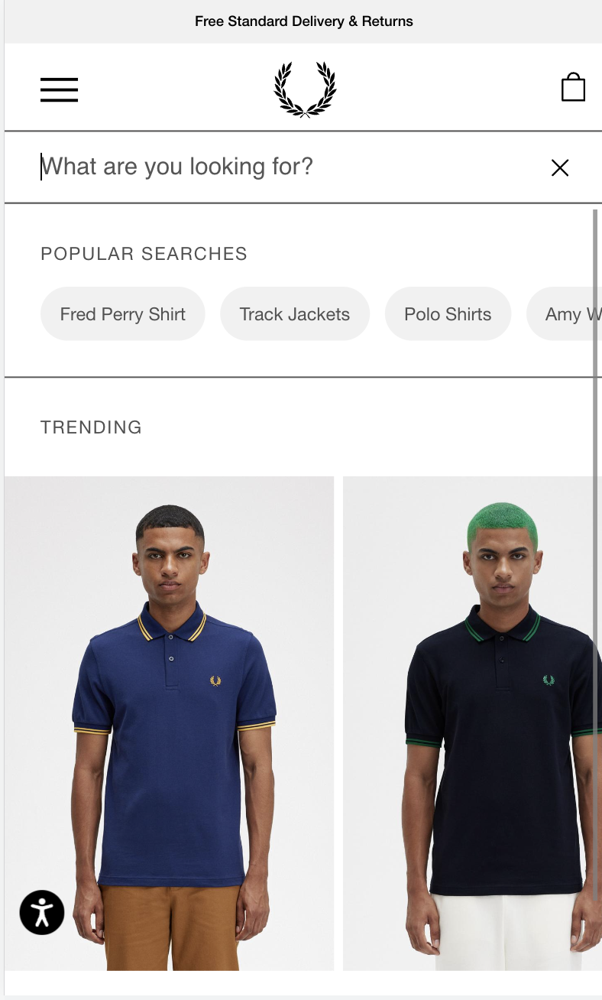 Free Standard Delivery & Returns
What are you looking for?
POPULAR SEARCHES
Fred Perry Shirt
Track Jackets
Polo Shirts
Amy W
TRENDING